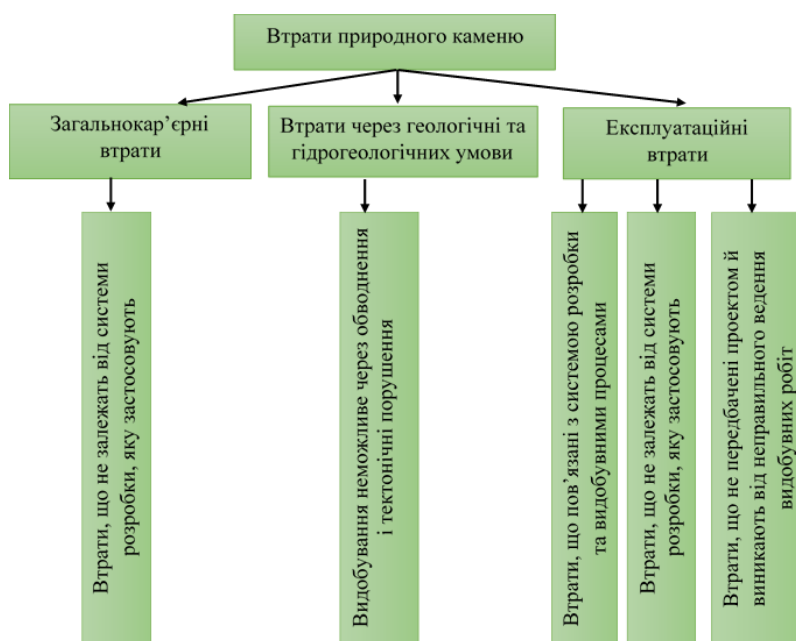 Втрати природного каменю
Загальнокар’єрні
втрати
Втрати через геологічні та
гідрогеологічних умови
Експлуатаційні
втрати
Втрати, що не залежать від системи
розробки, яку застосовують
Видобування неможливе через обводнення
і тектонічні порушення
Втрати, що пов’язані з системою розробки
та видобувними процесами
Втрати, що не залежать від системи
розробки, яку застосовують
Втрати, що не передбачені проектом й
виникають від неправильного ведення
видобувних робіт